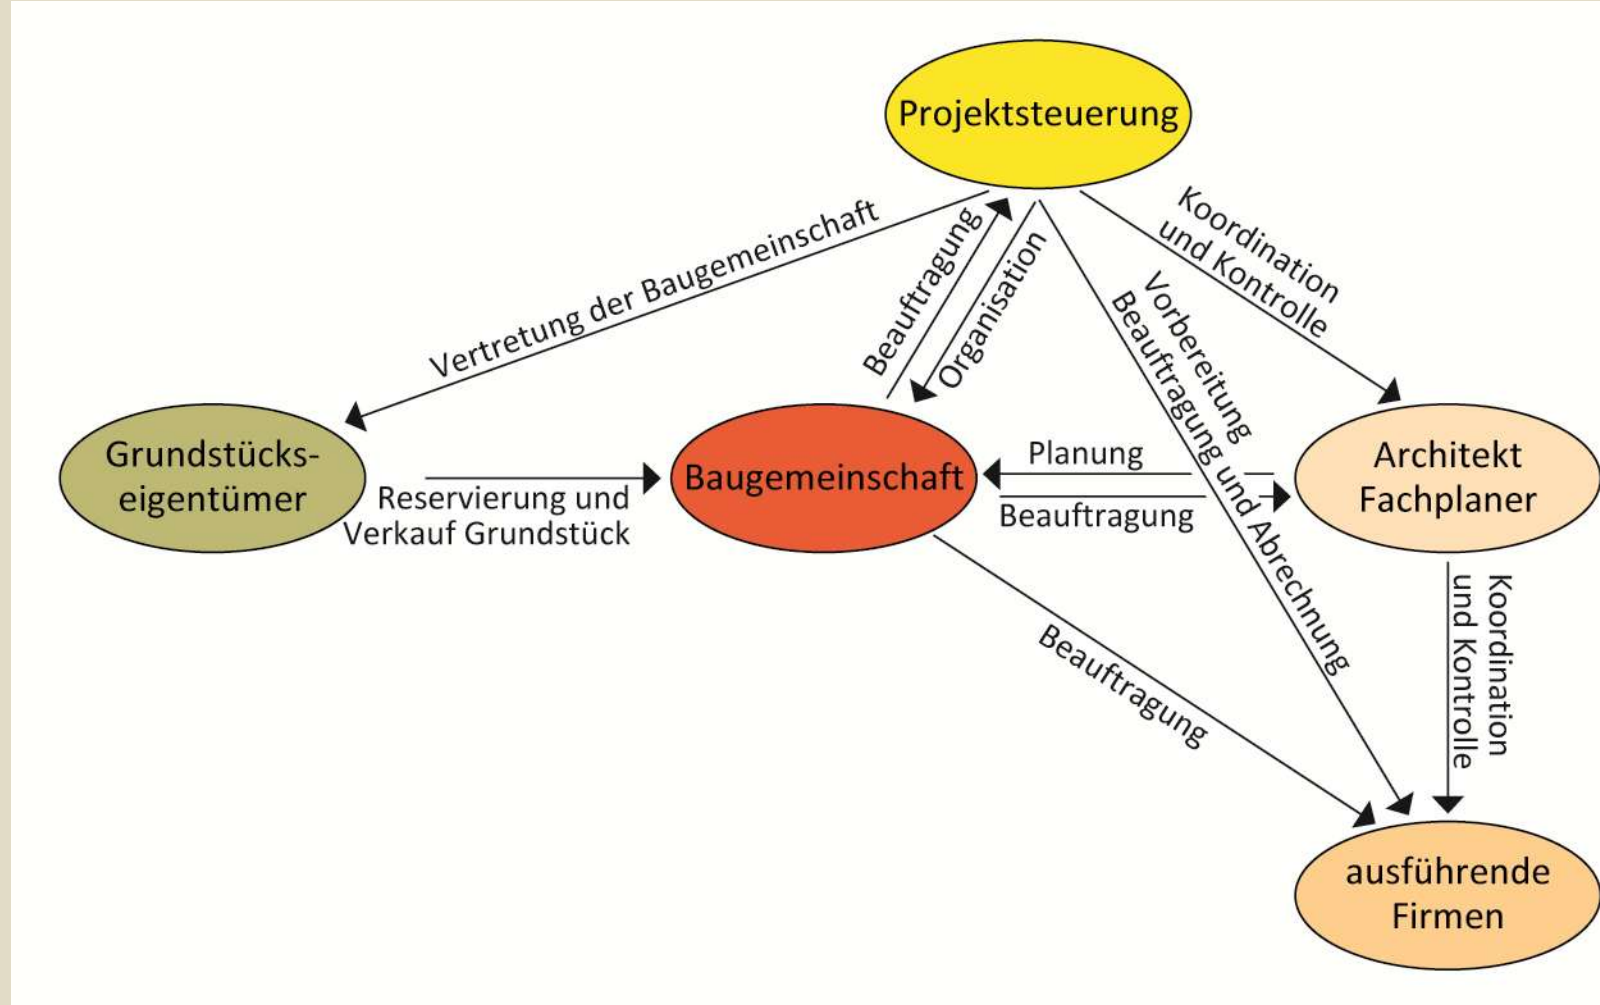 Projektsteuerung
Vertretung der Baugemeinschaft
Beauftragung
Organisation
Koordination
und Kontrolle
Vorbereitung
Beauftragung und Abrechnung
Grundstücks-
eigentümer
Reservierung und
Verkauf Grundstück
Baugemeinschaft
Planung
Beauftragung
Architekt
Fachplaner
Beauftragung
Koordination
und Kontrolle
ausführende
Firmen